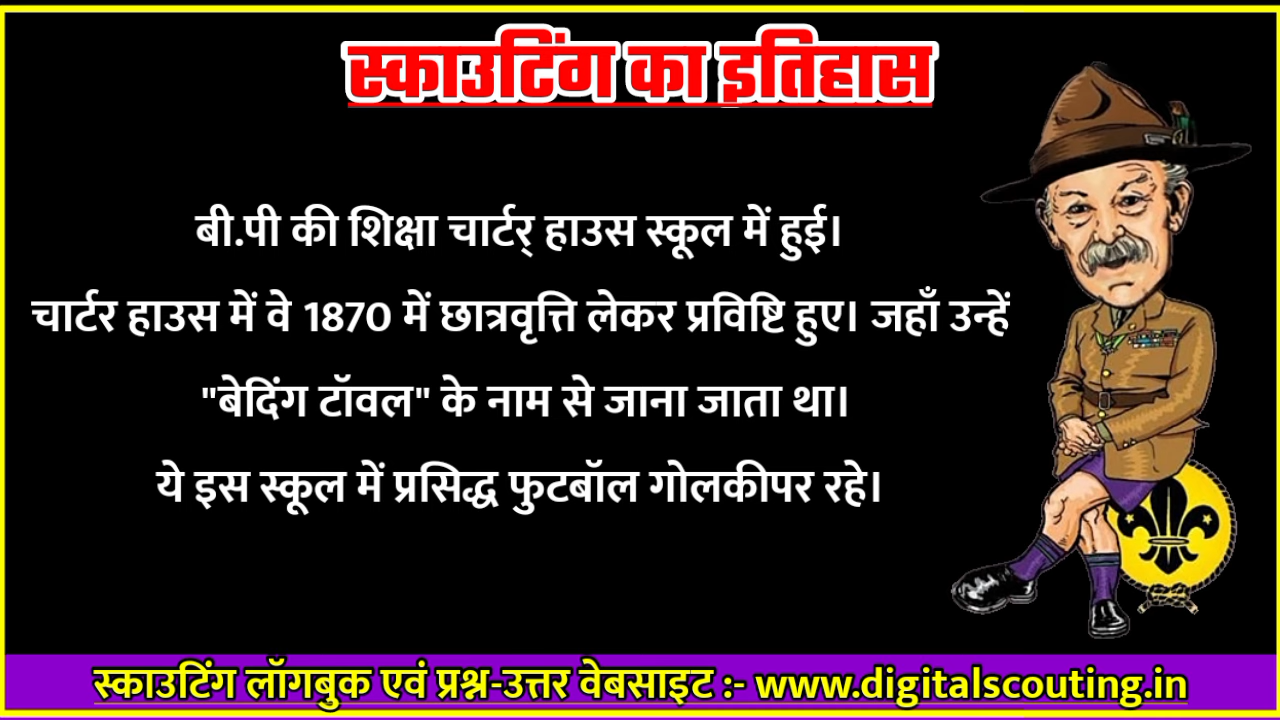 स्काउटिंग का इतिहास
बी.पी की शिक्षा चार्टर् हाउस स्कूल में हुई।
चार्टर हाउस में वे 1870 में छात्रवृत्ति लेकर प्रविष्टि हुए। जहाँ उन्हें
"बेदिंग टॉवल" के नाम से जाना जाता था।
ये इस स्कूल में प्रसिद्ध फुटबॉल गोलकीपर रहे।
स्काउटिंग लॉगबुक एवं प्रश्न-उत्तर वेबसाइट :- www.digitalscouting.in